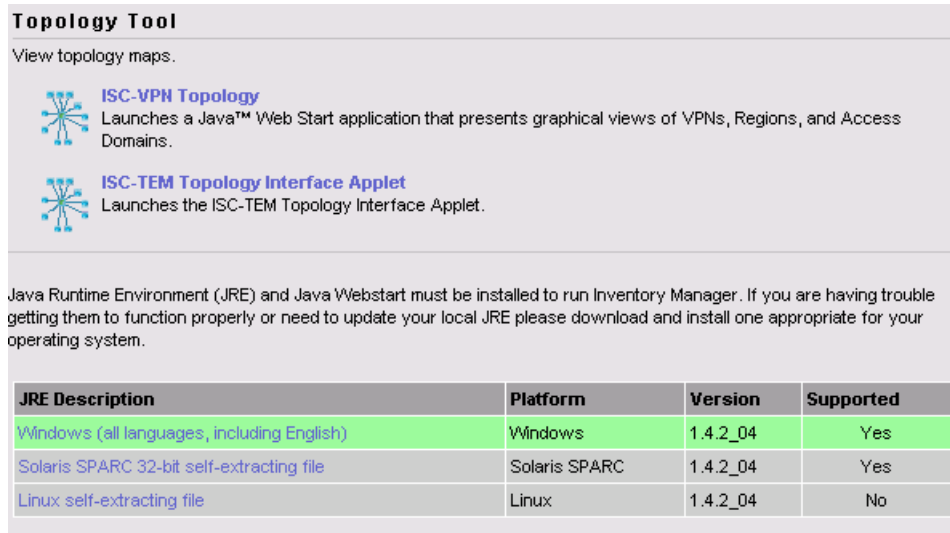 Topology Tool
View topology maps.
ISC-VPN Topology
Launches a Java™ Web Start application that presents graphical views of VPNs, Regions, and Access
Domains.
ISC-TEM Topology Interface Applet
Launches the ISC-TEM Topology Interface Applet.
Java Runtime Environment (JRE) and Java Webstart must be installed to run Inventory Manager. If you are having trouble
getting them to function properly or need to update your local JRE please download and install one appropriate for your
operating system.
JRE Description Platform Version Supported
Windows (all languages, including English) Windows 1.4.2_04 Yes
Solaris SPARC 32-bit self-extracting file Solaris SPARC 1.4.2_04 Yes
Linux self-extracting file Linux 1.4.2_04 No